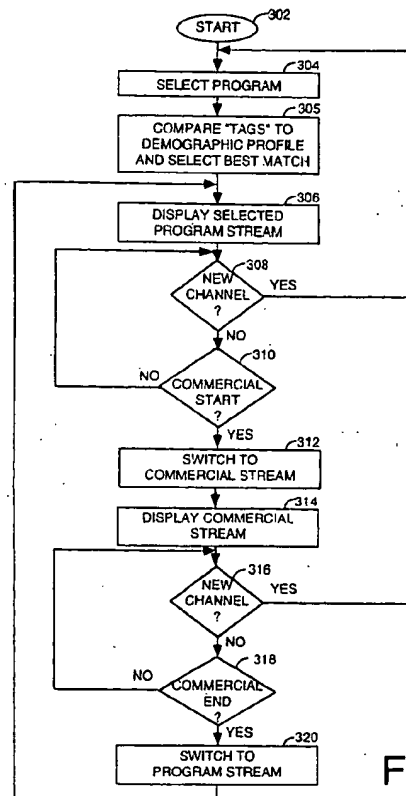 302
START
304
SELECT PROGRAM
305
COMPARE "TAGS" TO
DEMOGRAPHIC PROFILE
AND SELECT BEST MATCH
306
DISPLAY SELECTED
PROGRAM STREAM
308
NEW
CHANNEL
?
YES
NO
310
COMMERCIAL
START
?
NO
YES
312
SWITCH TO
COMMERCIAL STREAM
314
DISPLAY COMMERCIAL
STREAM
316
NEW
CHANNEL
?
YES
NO
318
COMMERCIAL
END
?
NO
YES
320
SWITCH TO
PROGRAM STREAM
F